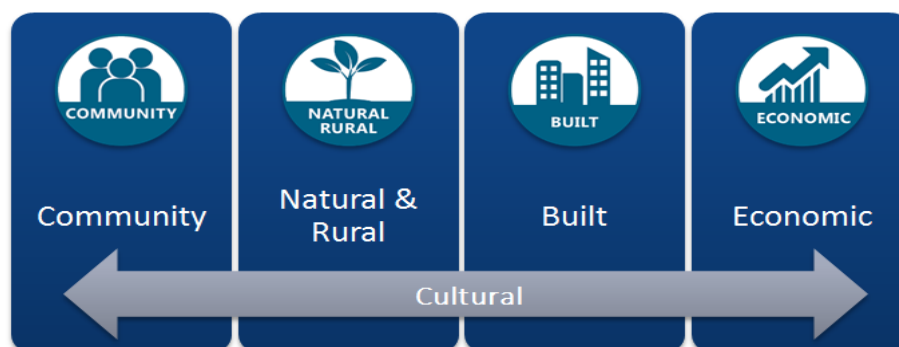 COMMUNITY
Community
NATURAL
RURAL
Natural &
Rural
BUILT
Built
ECONOMIC
Economic
Cultural